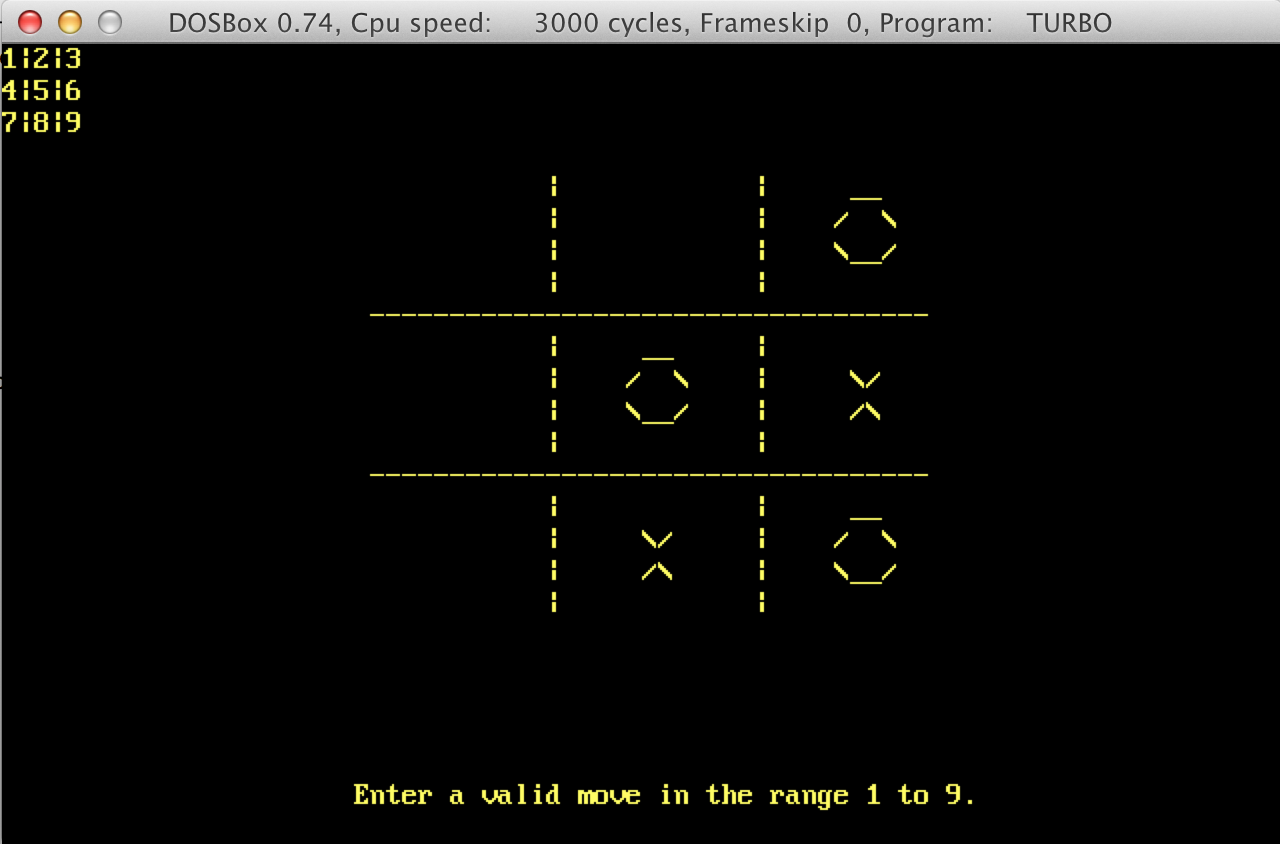 DOSBox 0.74, Cpu speed: 3000 cycles, Frameskip 0, Program: TURBO
1|2|3
4|5|6
7|8|9
O
O X
X O
Enter a valid move in the range 1 to 9.